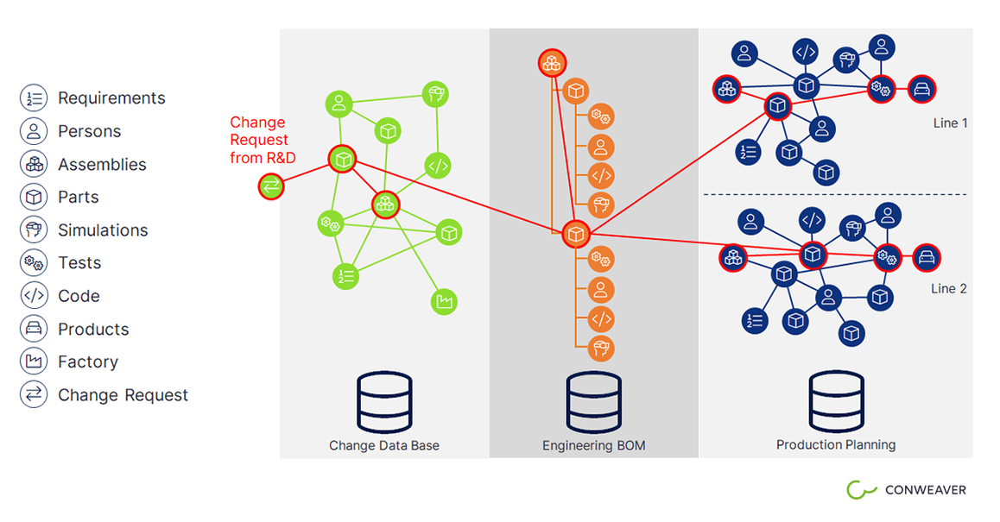 Requirements
Persons
Assemblies
Parts
Simulations
Tests
Code
Products
Factory
Change Request
Change
Request
from R&D
Line 1
Line 2
Change Data Base
Engineering BOM
Production Planning
CONWEAVER